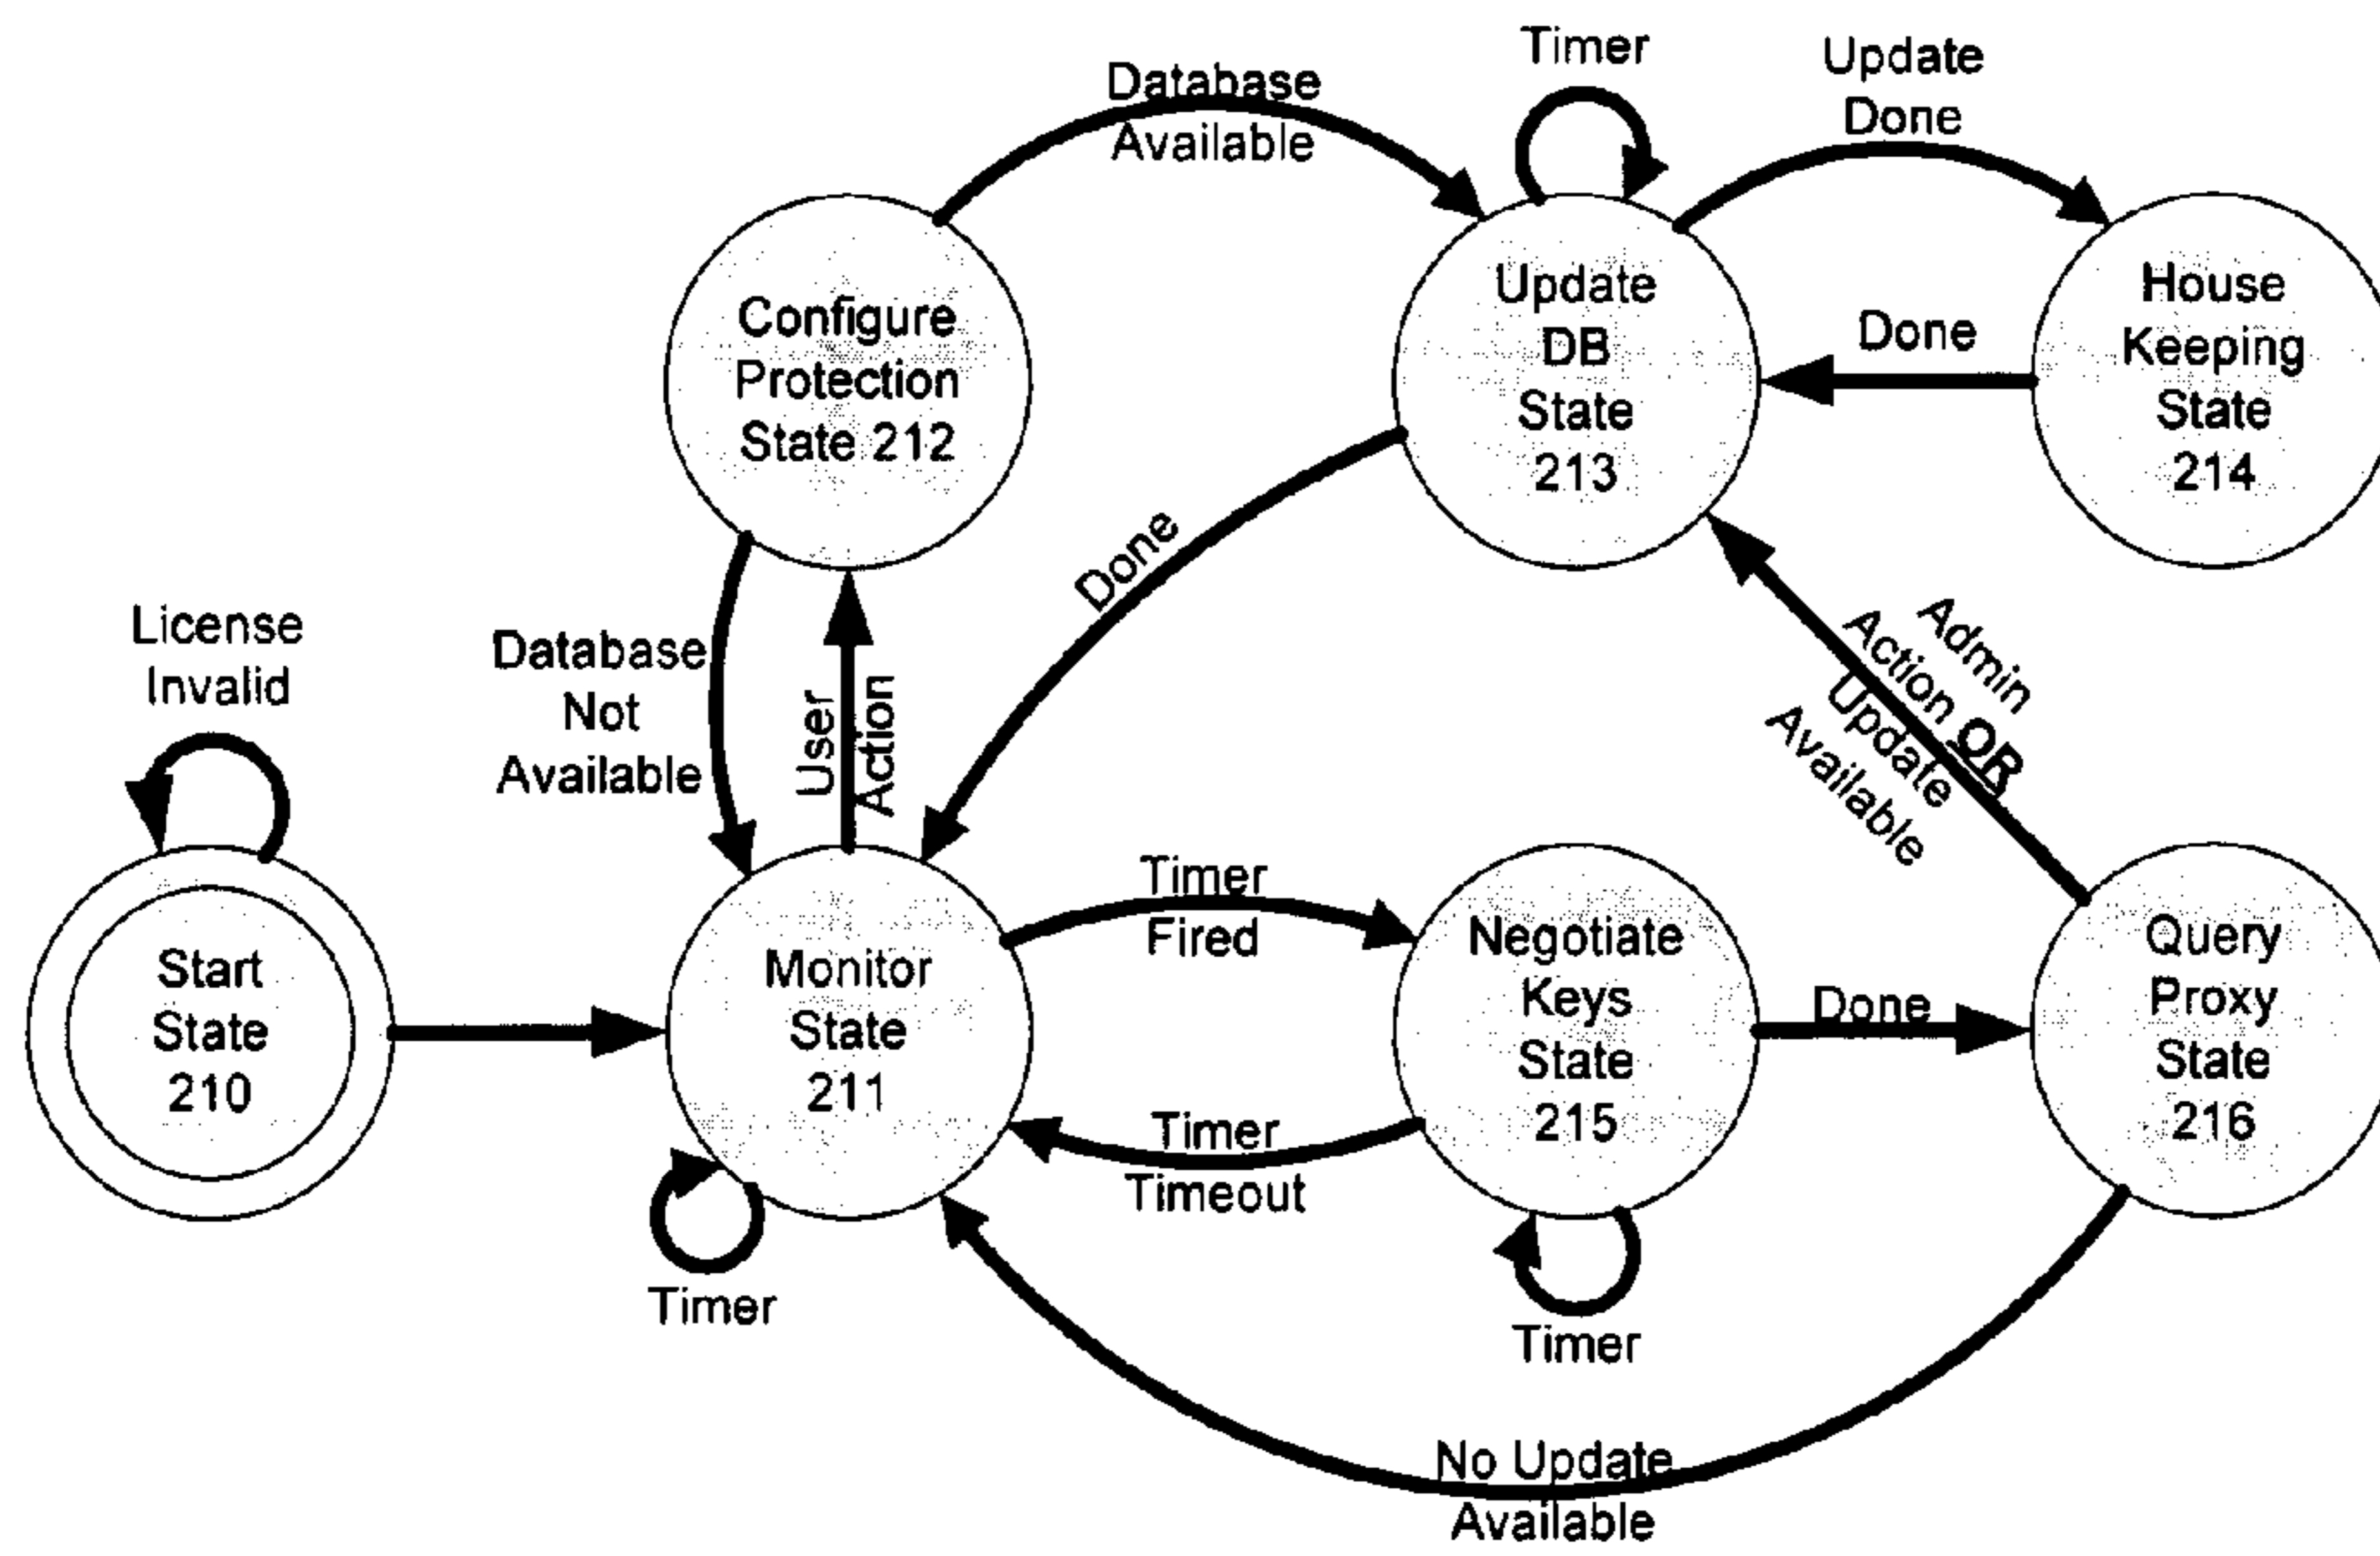 Database
Available
Timer
Update
Done
Configure
Protection
State 212
Update
DB
State
213
House
Keeping
State
214
Done
Done
License
Invalid
Database
Not
Available
User
Action
Admin
Action OR
Update
Available
Start
State
210
Monitor
State
211
Timer
Fired
Negotiate
Keys
State
215
Done
Query
Proxy
State
216
Timer
Timeout
Timer
Timer
No Update
Available